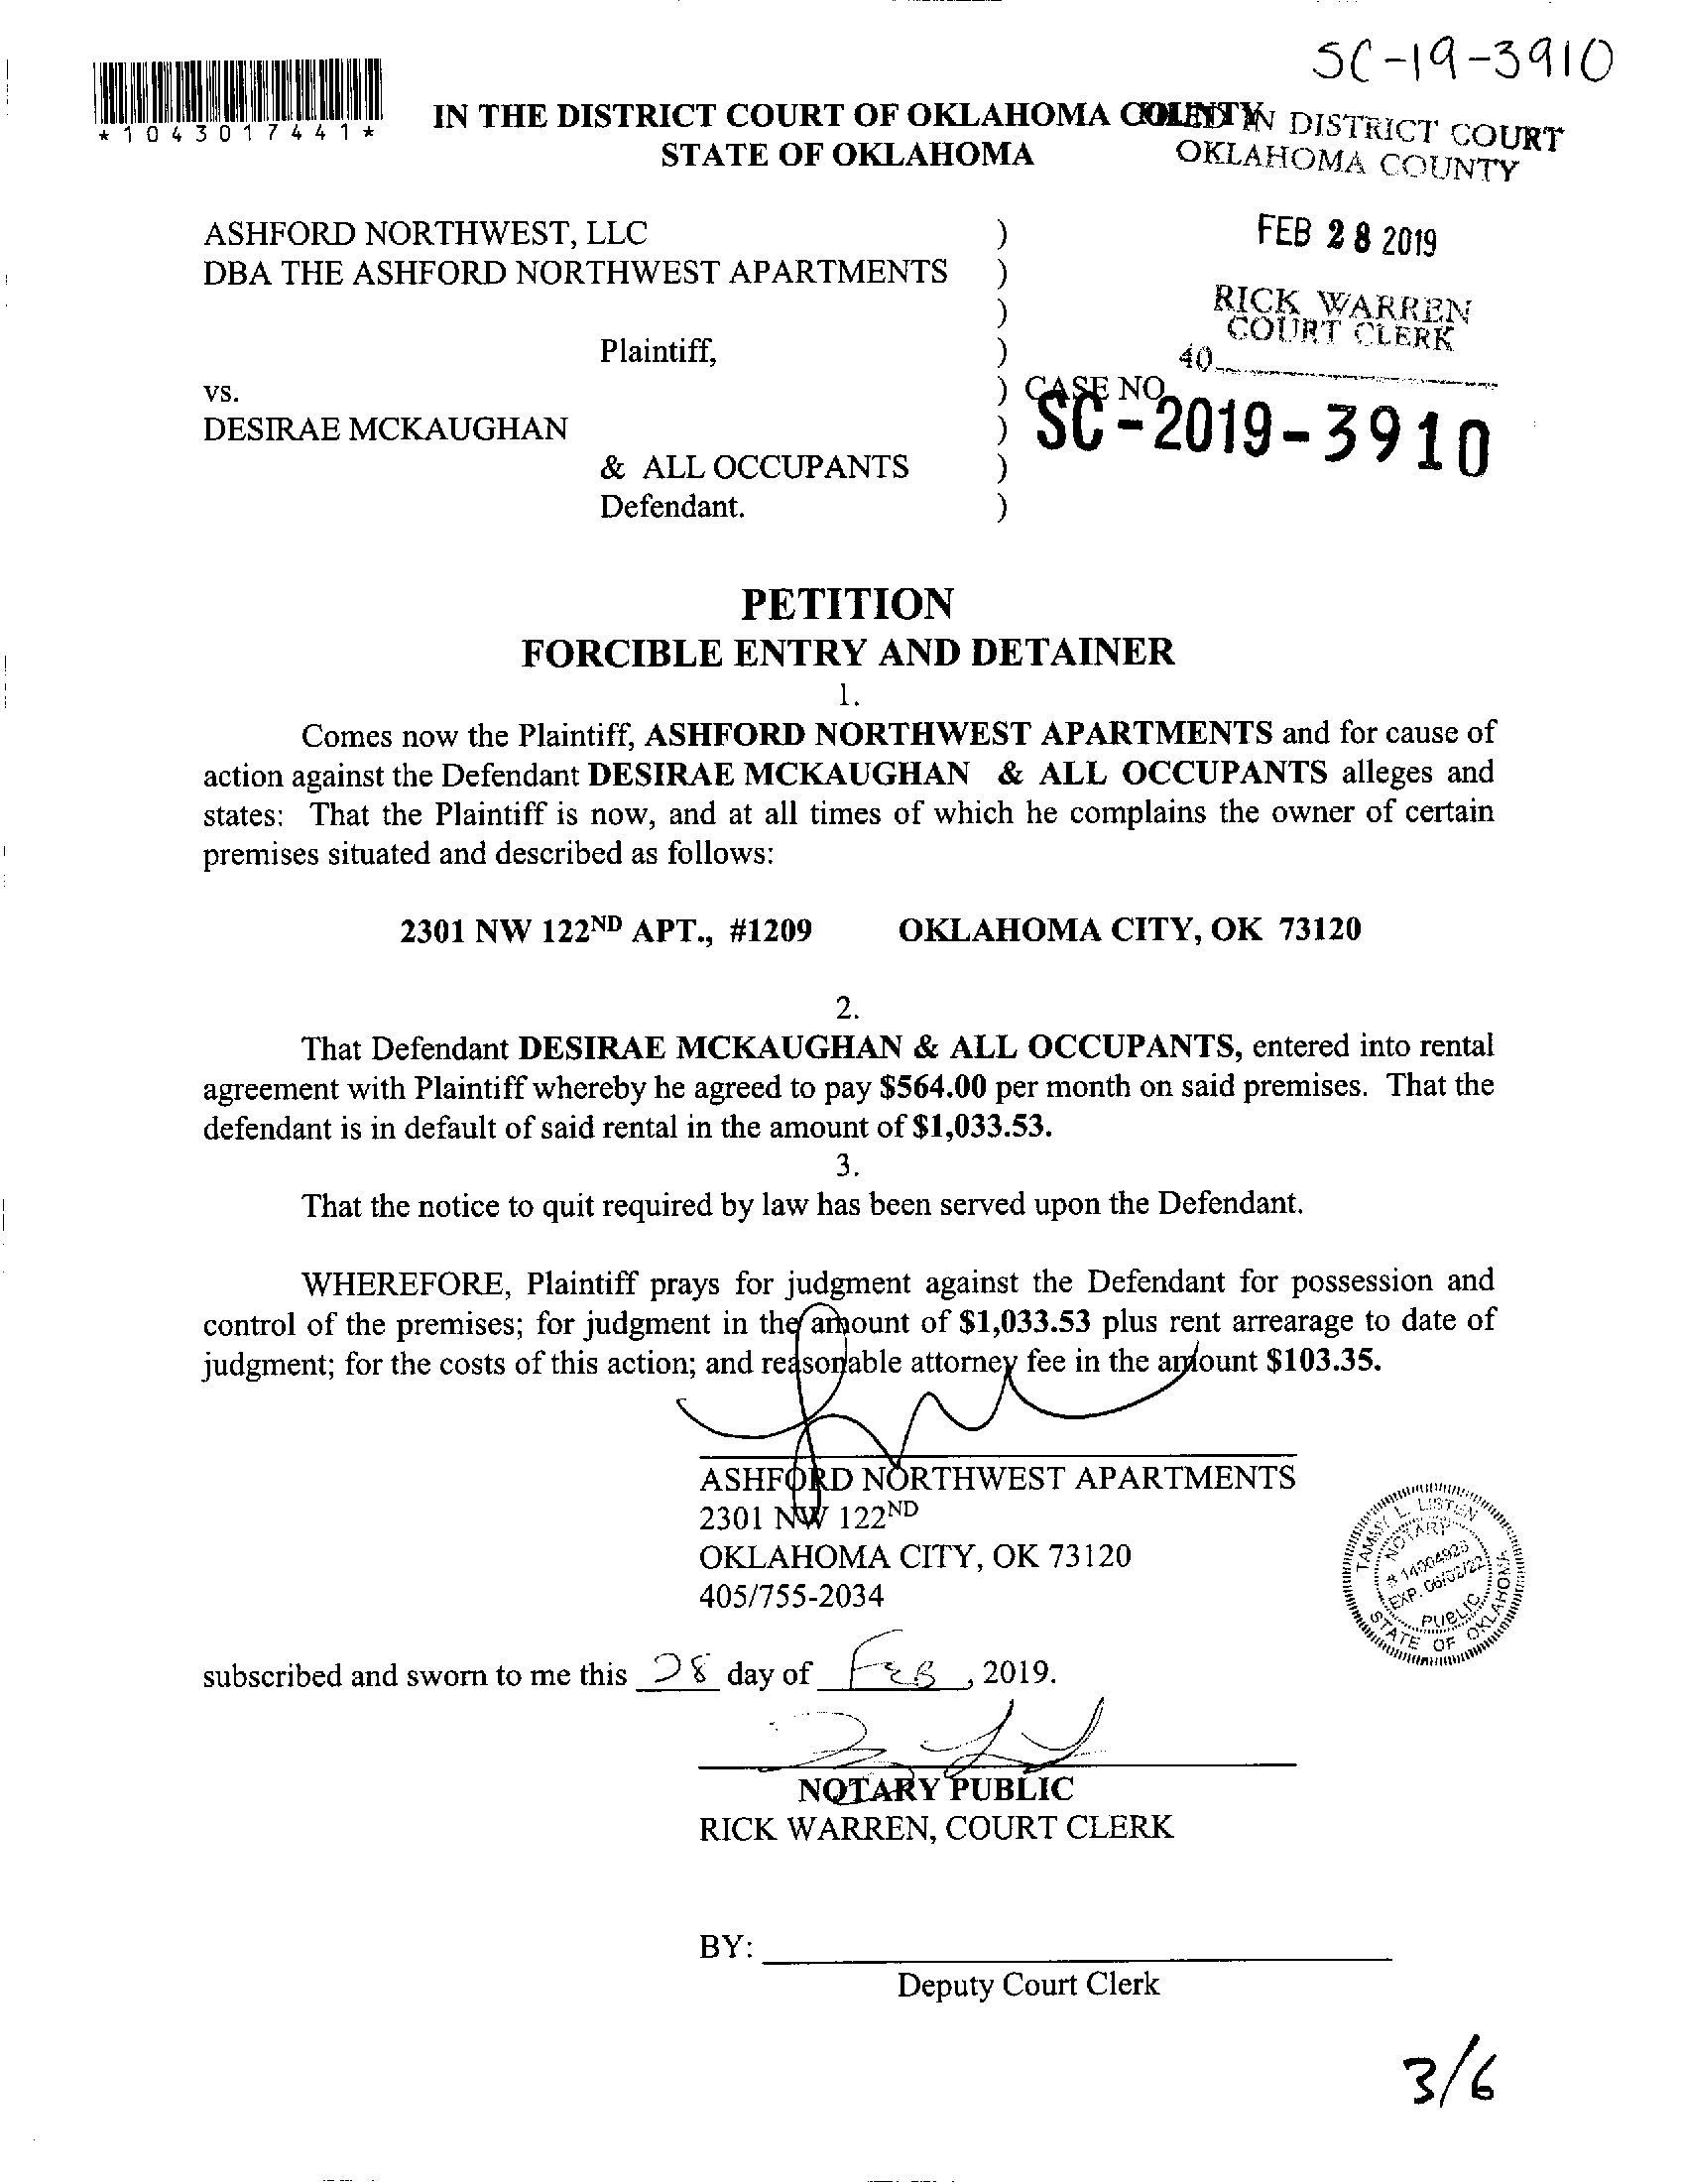 SC-19-3910
*1043017441*
IN THE DISTRICT COURT OF OKLAHOMA COUNTY
STATE OF OKLAHOMA
FILED IN DISTRICT COURT
OKLAHOMA COUNTY
FEB 28 2019
RICK WARREN
COURT CLERK
40
ASHFORD NORTHWEST, LLC )
DBA THE ASHFORD NORTHWEST APARTMENTS )
)
Plaintiff, )
vs. ) CASE NO.
SC-2019-3910
DESIRAE MCKAUGHAN )
& ALL OCCUPANTS )
Defendant. )
PETITION
FORCIBLE ENTRY AND DETAINER
1.
Comes now the Plaintiff, ASHFORD NORTHWEST APARTMENTS and for cause of
action against the Defendant DESIRAE MCKAUGHAN & ALL OCCUPANTS alleges and
states: That the Plaintiff is now, and at all times of which he complains the owner of certain
premises situated and described as follows:
2301 NW 122ND APT., #1209 OKLAHOMA CITY, OK 73120
2.
That Defendant DESIRAE MCKAUGHAN & ALL OCCUPANTS, entered into rental
agreement with Plaintiff whereby he agreed to pay $564.00 per month on said premises. That the
defendant is in default of said rental in the amount of $1,033.53.
3.
That the notice to quit required by law has been served upon the Defendant.
WHEREFORE, Plaintiff prays for judgment against the Defendant for possession and
control of the premises; for judgment in the amount of $1,033.53 plus rent arrearage to date of
judgment; for the costs of this action; and reasonable attorney fee in the amount $103.35.
ASHFORD NORTHWEST APARTMENTS
2301 NW 122ND
OKLAHOMA CITY, OK 73120
405/755-2034
TAMMY L. LISTEN
NOTARY
# 14004926
EXP. 06/02/22
PUBLIC
STATE OF OKLAHOMA
subscribed and sworn to me this 28 day of FEB, 2019.
NOTARY PUBLIC
RICK WARREN, COURT CLERK
BY:
Deputy Court Clerk
3/6